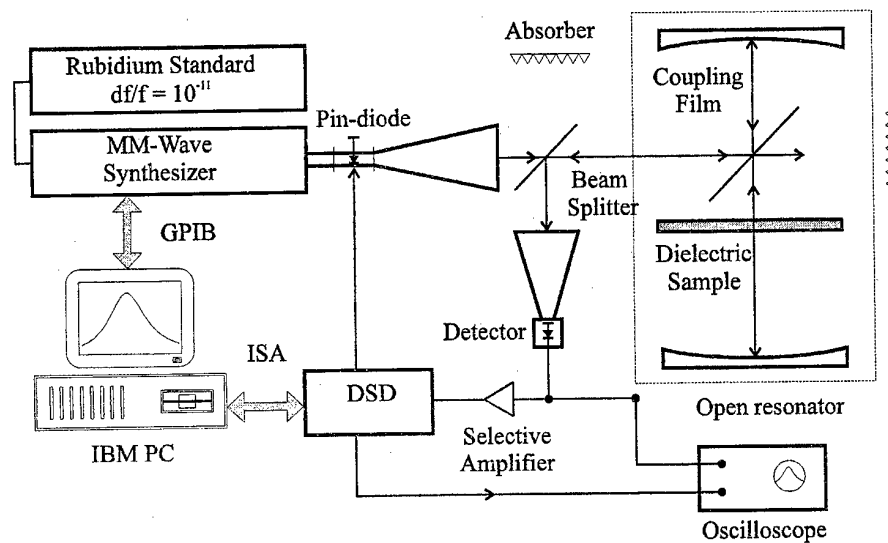 Absorber
Rubidium Standard
df/f = 10⁻¹¹
Coupling
Film
Pin-diode
MM-Wave
Synthesizer
Beam
Splitter
GPIB
Dielectric
Sample
Detector
ISA
DSD
Open resonator
Selective
Amplifier
IBM PC
Oscilloscope